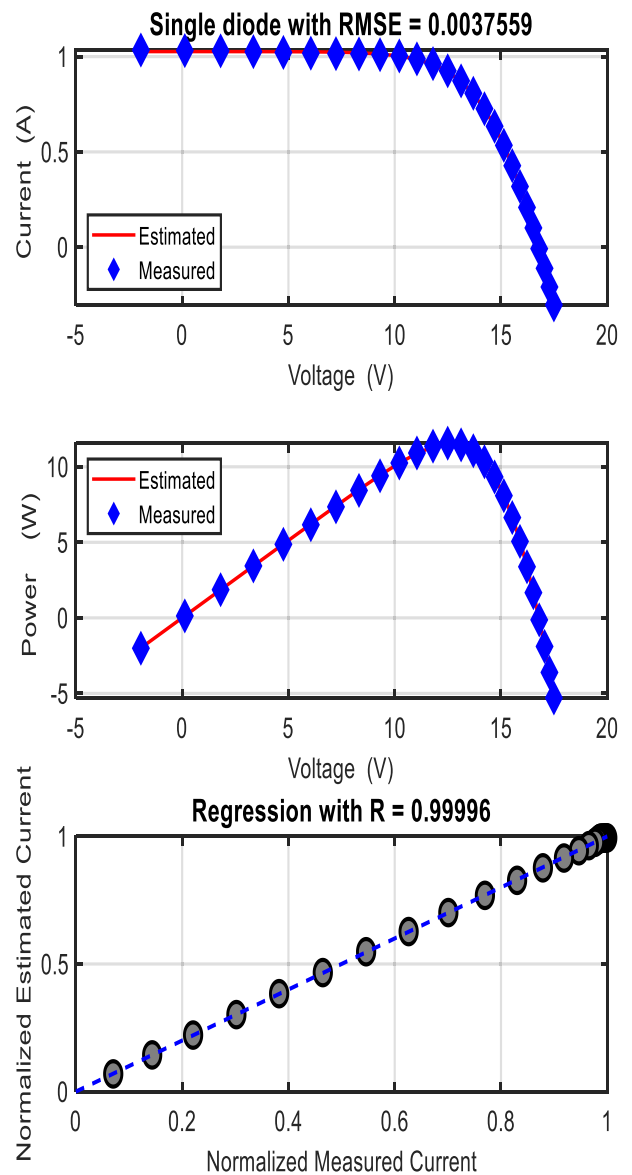 Single diode with RMSE = 0.0037559
1
0.5
0
Current (A)
Estimated
Measured
-5
0
5
10
15
20
Voltage (V)
10
5
0
-5
Power (W)
Estimated
Measured
-5
0
5
10
15
20
Voltage (V)
Regression with R = 0.99996
1
0.5
0
Normalized Estimated Current
0
0.2
0.4
0.6
0.8
1
Normalized Measured Current